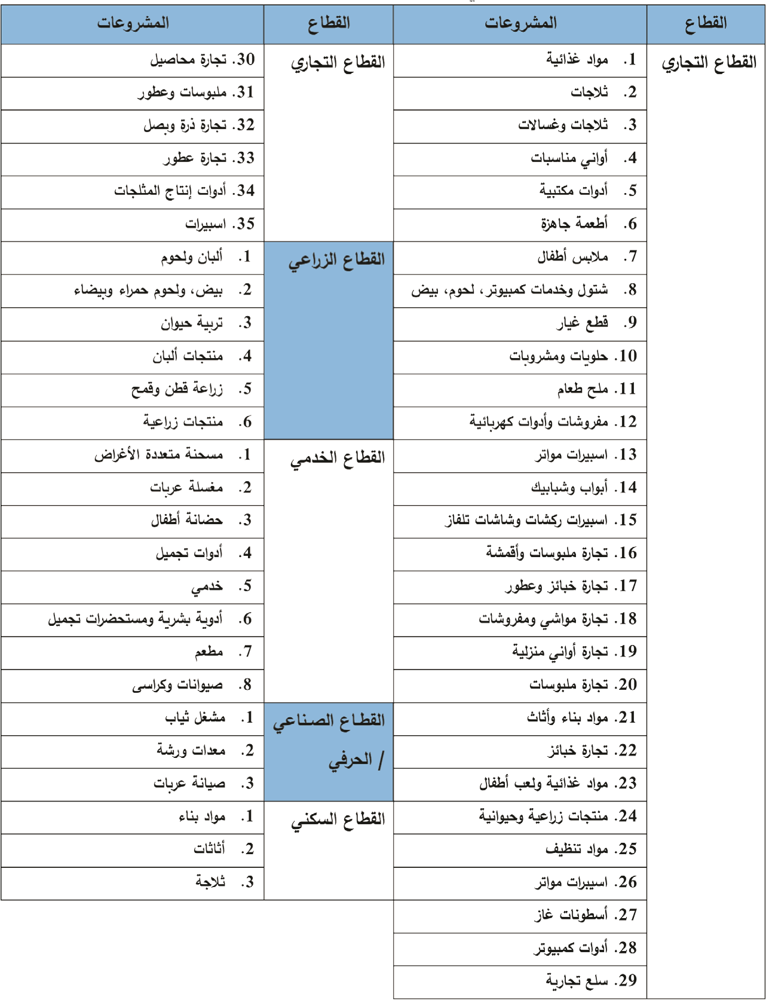 القطاع المشروعات القطاع المشروعات
القطاع التجاري
1. مواد غذائية
2. ثلاجات
3. ثلاجات وغسالات
4. أواني مناسبات
5. أدوات مكتبية
6. أطعمة جاهزة
7. ملابس أطفال
8. شتول وخدمات كمبيوتر، لحوم، بيض
9. قطع غيار
10. حلويات ومشروبات
11. ملح طعام
12. مفروشات وأدوات كهربائية
13. اسبيرات مواتر
14. أبواب وشبابيك
15. اسبيرات ركشات وشاشات تلفاز
16. تجارة ملبوسات وأقمشة
17. تجارة خبائز وعطور
18. تجارة مواشي ومفروشات
19. تجارة أواني منزلية
20. تجارة ملبوسات
21. مواد بناء وأثاث
22. تجارة خبائز
23. مواد غذائية ولعب أطفال
24. منتجات زراعية وحيوانية
25. مواد تنظيف
26. اسبيرات مواتر
27. أسطونات غاز
28. أدوات كمبيوتر
29. سلع تجارية
القطاع التجاري
30. تجارة محاصيل
31. ملبوسات وعطور
32. تجارة ذرة وبصل
33. تجارة عطور
34. أدوات إنتاج المثلجات
35. اسبيرات
القطاع الزراعي
1. ألبان ولحوم
2. بيض، ولحوم حمراء وبيضاء
3. تربية حيوان
4. منتجات ألبان
5. زراعة قطن وقمح
6. منتجات زراعية
القطاع الخدمي
1. مسحنة متعددة الأغراض
2. مغسلة عربات
3. حضانة أطفال
4. أدوات تجميل
5. خدمي
6. أدوية بشرية ومستحضرات تجميل
7. مطعم
8. صيوانات وكراسى
القطاع الصناعي
/ الحرفي
1. مشغل ثياب
2. معدات ورشة
3. صيانة عربات
القطاع السكني
1. مواد بناء
2. أثاثات
3. ثلاجة